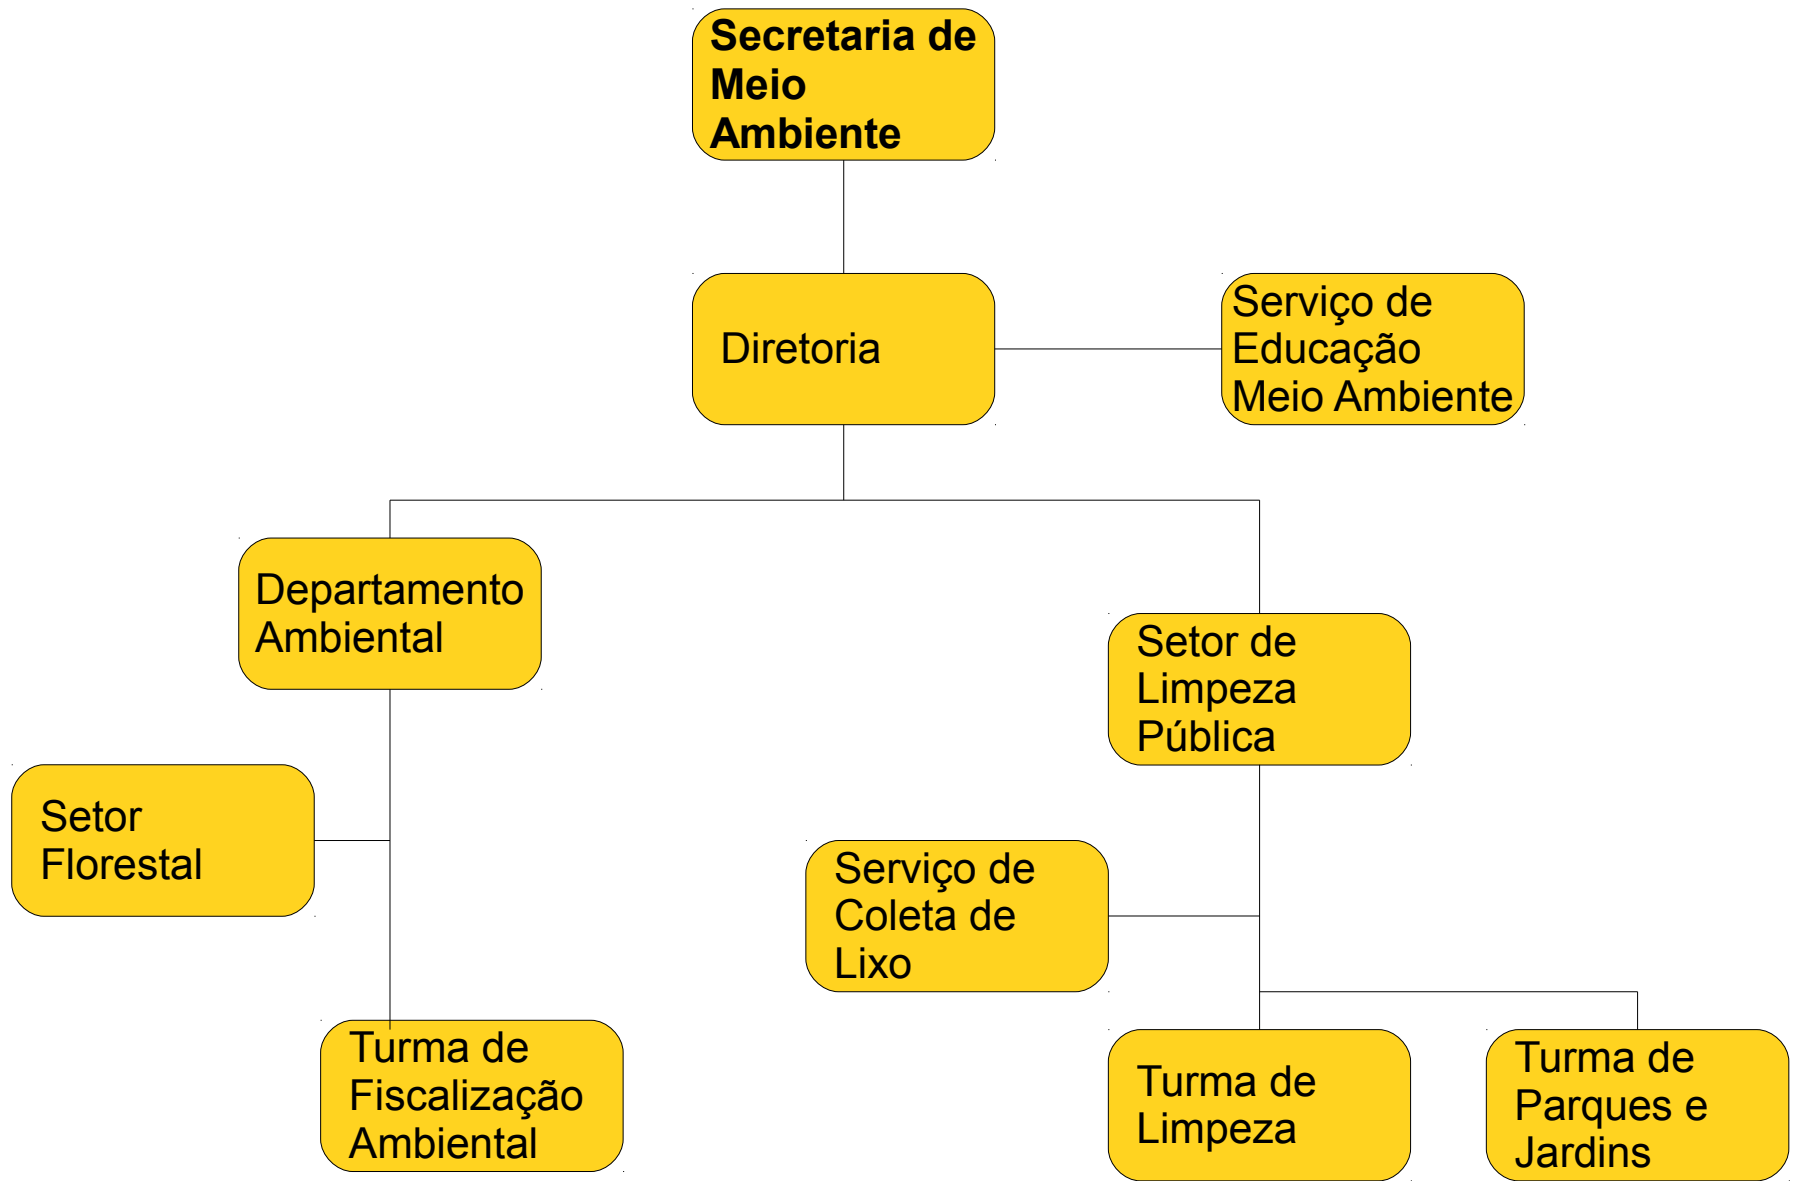 Secretaria de
Meio
Ambiente
Diretoria
Serviço de
Educação
Meio Ambiente
Departamento
Ambiental
Setor de
Limpeza
Pública
Setor
Florestal
Serviço de
Coleta de
Lixo
Turma de
Fiscalização
Ambiental
Turma de
Limpeza
Turma de
Parques e
Jardins